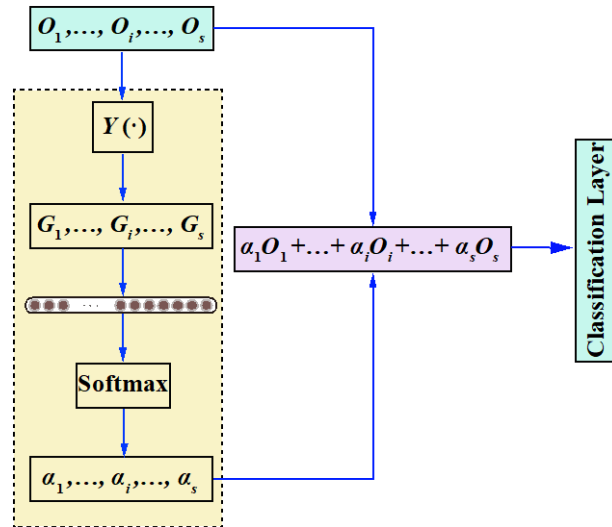 O₁,..., Oᵢ,..., Oₛ
Y(·)
G₁,..., Gᵢ,..., Gₛ
...
Softmax
α₁,..., αᵢ,..., αₛ
α₁O₁+...+αᵢOᵢ+...+αₛOₛ
Classification Layer